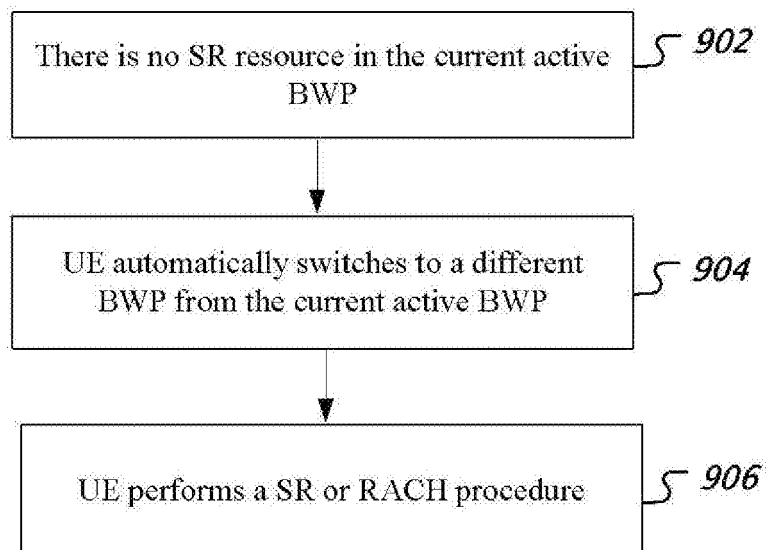 There is no SR resource in the current active
BWP
902
UE automatically switches to a different
BWP from the current active BWP
904
UE performs a SR or RACH procedure
906